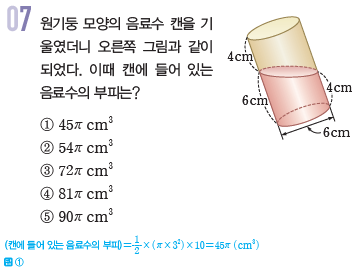 07 원기둥 모양의 음료수 캔을 기
울였더니 오른쪽 그림과 같이
되었다. 이때 캔에 들어 있는
음료수의 부피는?
4cm
4cm
6cm
6cm
① 45π cm³
② 54π cm³
③ 72π cm³
④ 81π cm³
⑤ 90π cm³
(캔에 들어 있는 음료수의 부피)=1/2×(π×3²)×10=45π (cm³)
답 ①